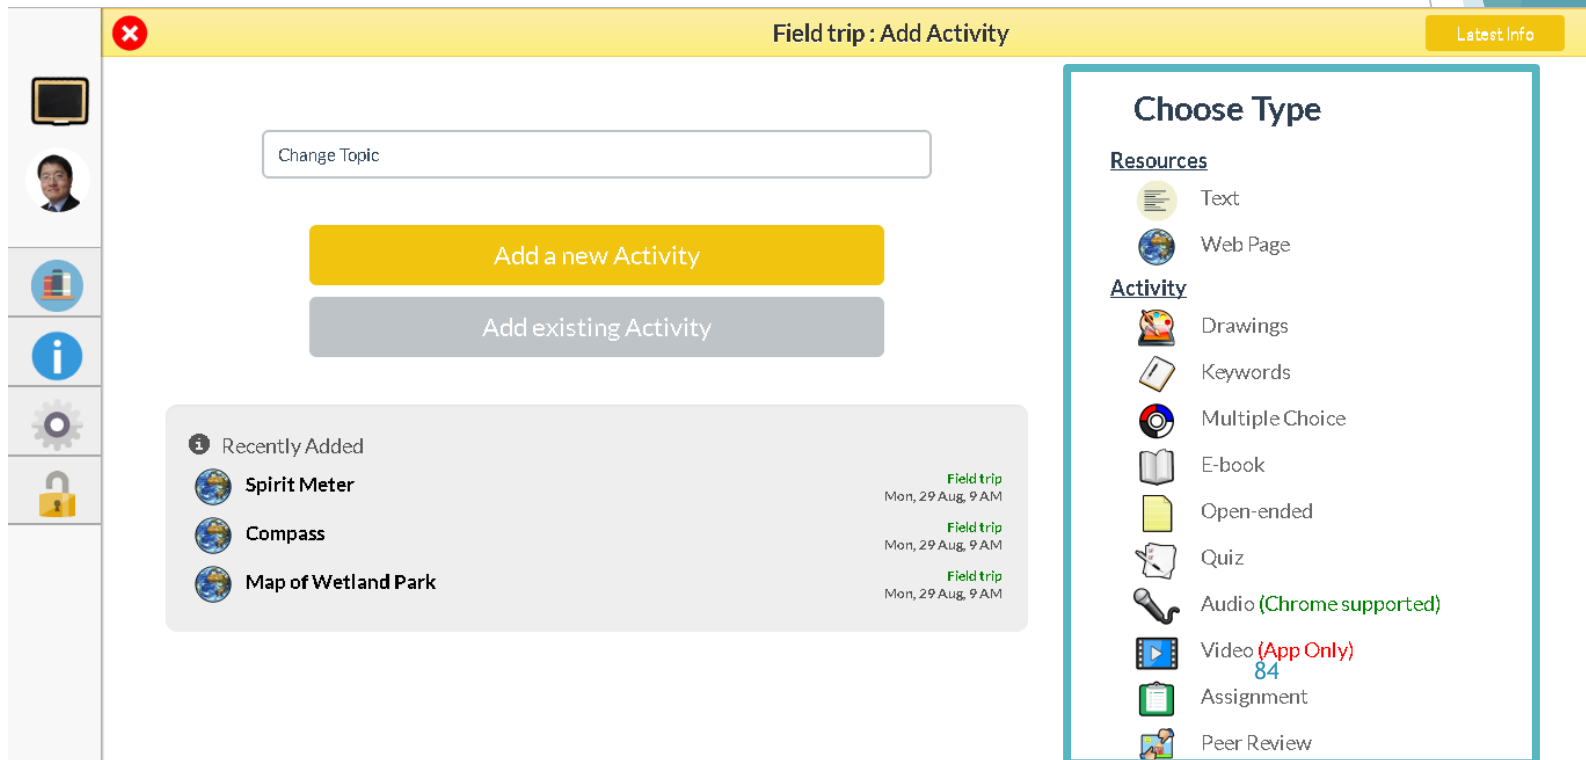 Field trip : Add Activity
Latest Info
Change Topic
Add a new Activity
Add existing Activity
Recently Added
Spirit Meter
Field trip
Mon, 29 Aug, 9 AM
Compass
Field trip
Mon, 29 Aug, 9 AM
Map of Wetland Park
Field trip
Mon, 29 Aug, 9 AM
Choose Type
Resources
Text
Web Page
Activity
Drawings
Keywords
Multiple Choice
E-book
Open-ended
Quiz
Audio (Chrome supported)
Video (App Only)
84
Assignment
Peer Review